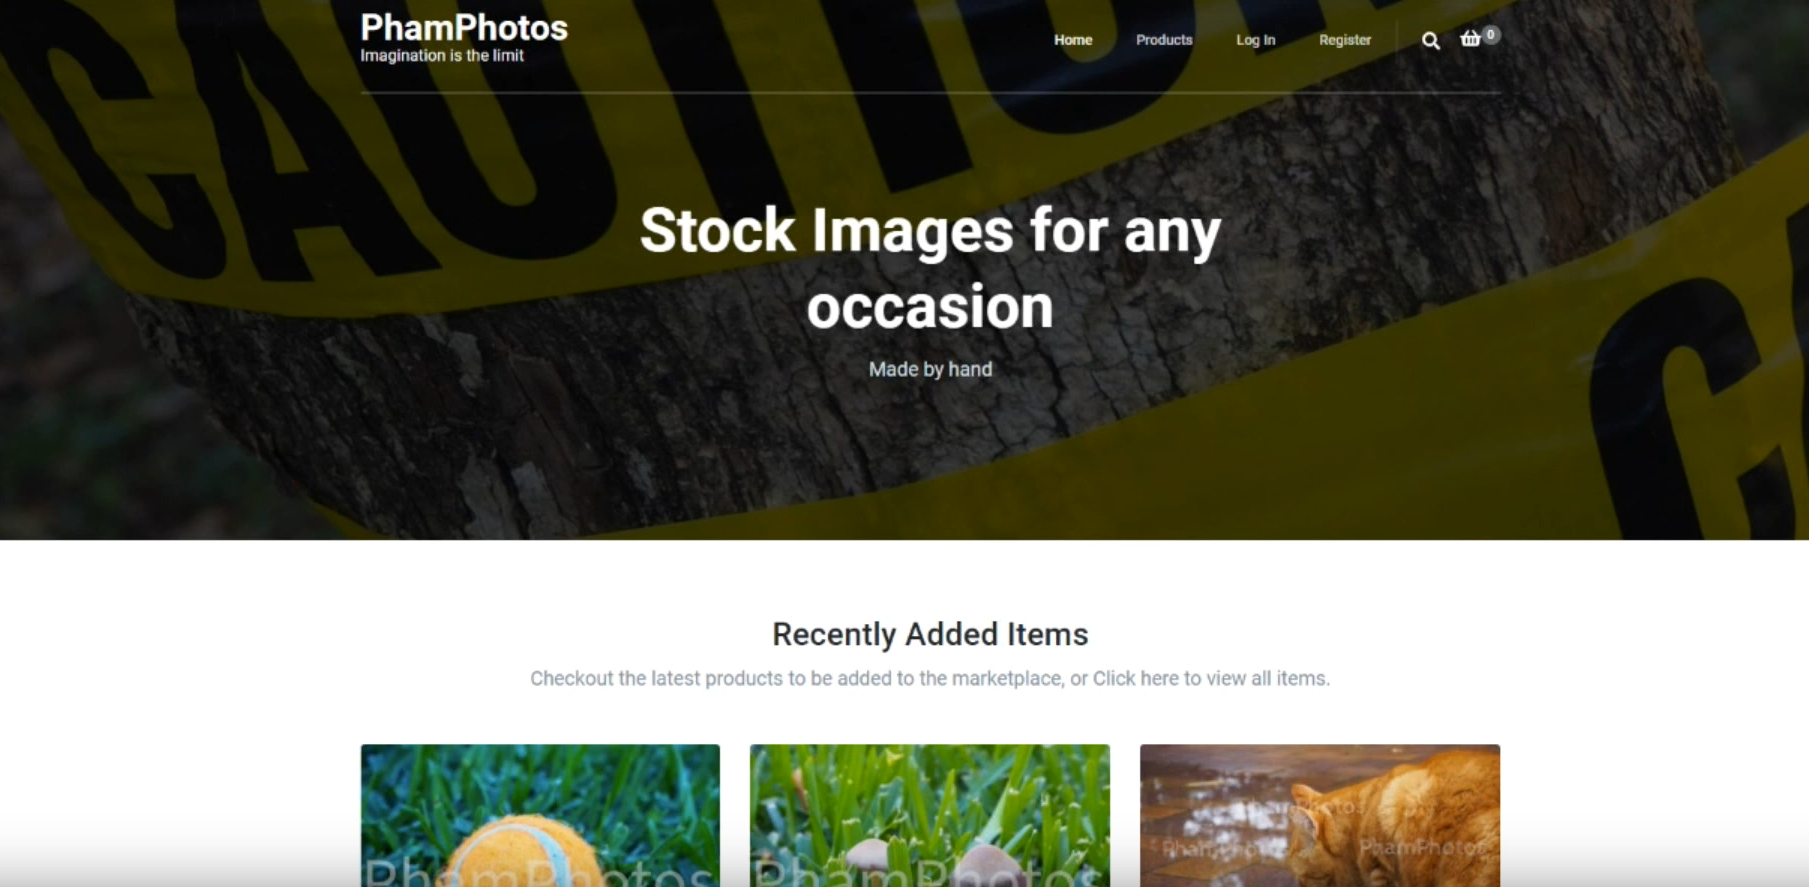 PhamPhotos
Imagination is the limit
Home Products Log In Register 0
CAUTION
CA
Stock Images for any
occasion
Made by hand
Recently Added Items
Checkout the latest products to be added to the marketplace, or Click here to view all items.
PhamPhotos PhamPhotos PhamPhotos
PhamPhotos PhamPhotos